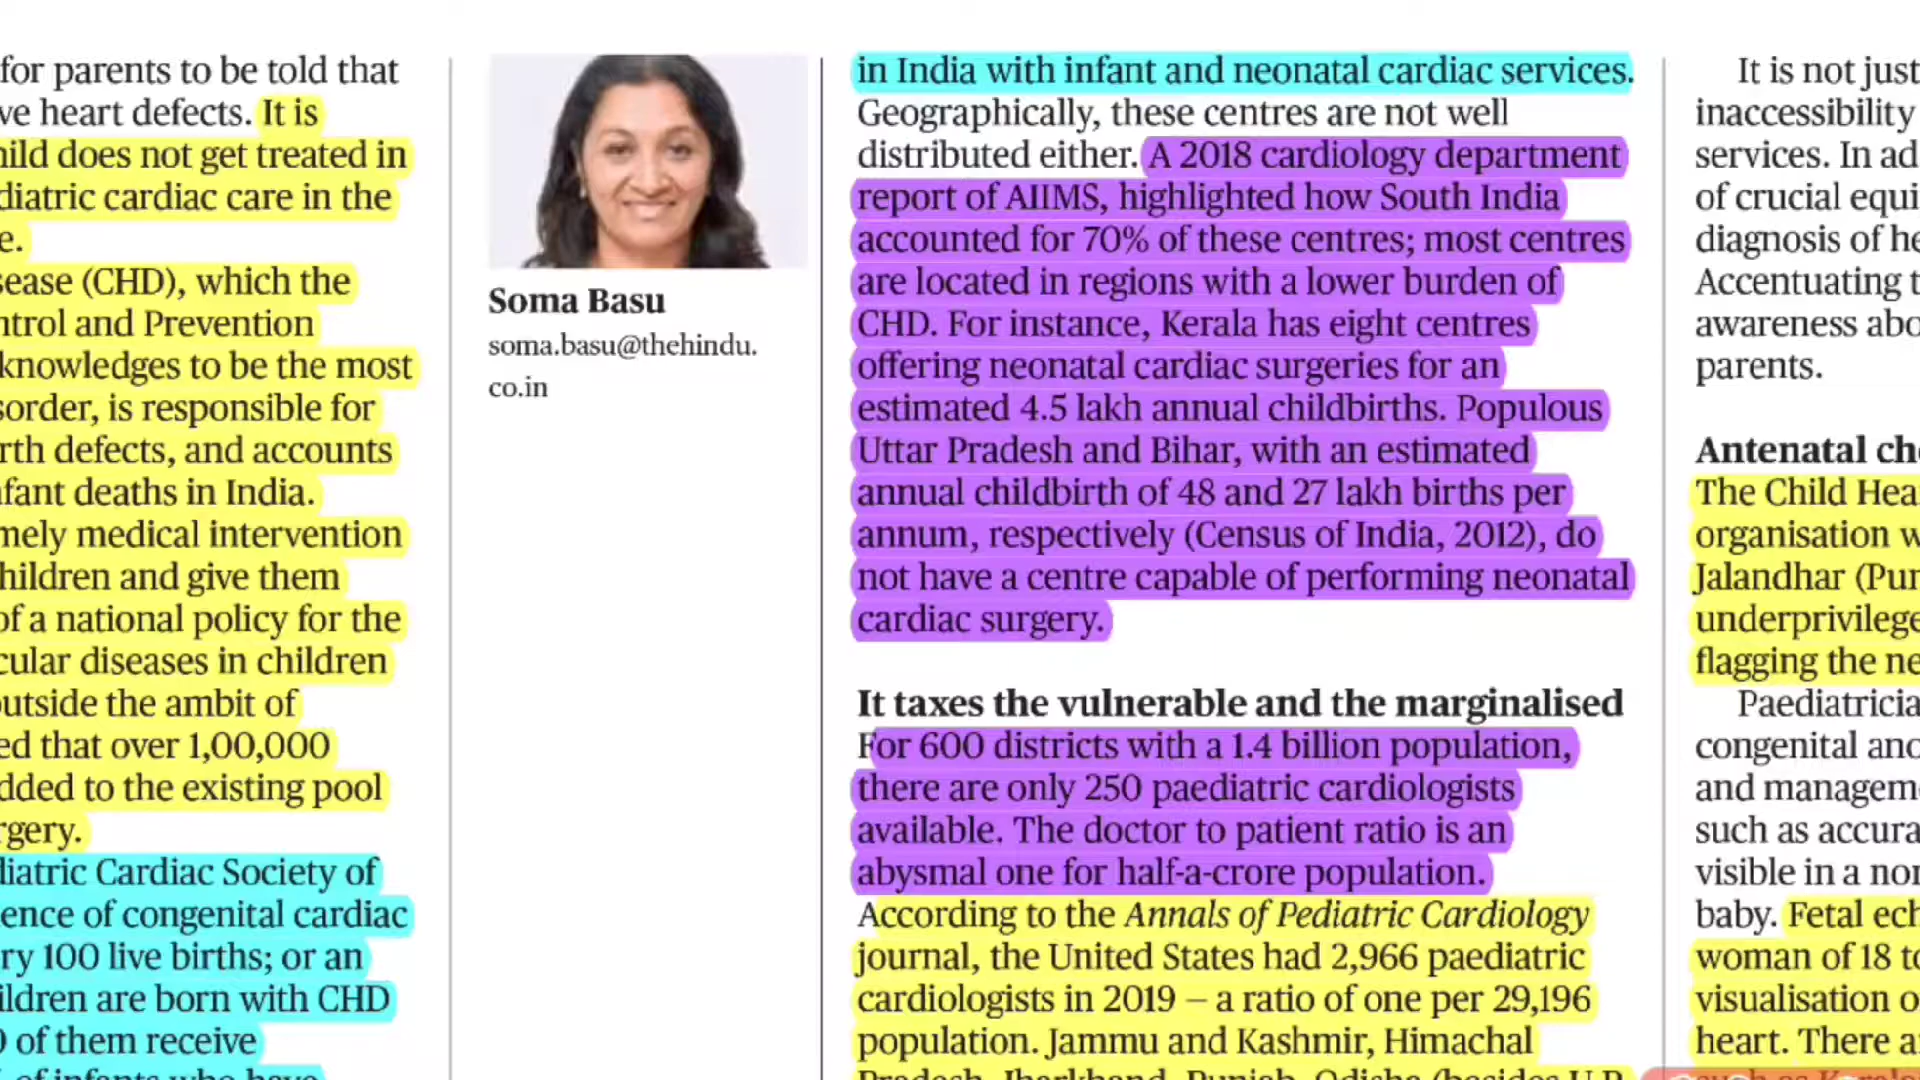 for parents to be told that
ve heart defects. It is
hild does not get treated in
diatric cardiac care in the
e.
sease (CHD), which the
ntrol and Prevention
knowledges to be the most
sorder, is responsible for
rth defects, and accounts
nfant deaths in India.
mely medical intervention
hildren and give them
of a national policy for the
cular diseases in children
outside the ambit of
ed that over 1,00,000
dded to the existing pool
rgery.
diatric Cardiac Society of
ence of congenital cardiac
ry 100 live births; or an
ildren are born with CHD
0 of them receive
of infants who have
Soma Basu
soma.basu@thehindu.
co.in
in India with infant and neonatal cardiac services.
Geographically, these centres are not well
distributed either. A 2018 cardiology department
report of AIIMS, highlighted how South India
accounted for 70% of these centres; most centres
are located in regions with a lower burden of
CHD. For instance, Kerala has eight centres
offering neonatal cardiac surgeries for an
estimated 4.5 lakh annual childbirths. Populous
Uttar Pradesh and Bihar, with an estimated
annual childbirth of 48 and 27 lakh births per
annum, respectively (Census of India, 2012), do
not have a centre capable of performing neonatal
cardiac surgery.
It taxes the vulnerable and the marginalised
For 600 districts with a 1.4 billion population,
there are only 250 paediatric cardiologists
available. The doctor to patient ratio is an
abysmal one for half-a-crore population.
According to the Annals of Pediatric Cardiology
journal, the United States had 2,966 paediatric
cardiologists in 2019 — a ratio of one per 29,196
population. Jammu and Kashmir, Himachal
Pradesh, Jharkhand, Punjab, Odisha (besides U.P.
It is not just
inaccessibility
services. In ad
of crucial equi
diagnosis of he
Accentuating t
awareness abo
parents.
Antenatal che
The Child Hea
organisation w
Jalandhar (Pun
underprivilege
flagging the ne
Paediatricia
congenital ano
and managem
such as accura
visible in a nor
baby. Fetal ech
woman of 18 to
visualisation o
heart. There a